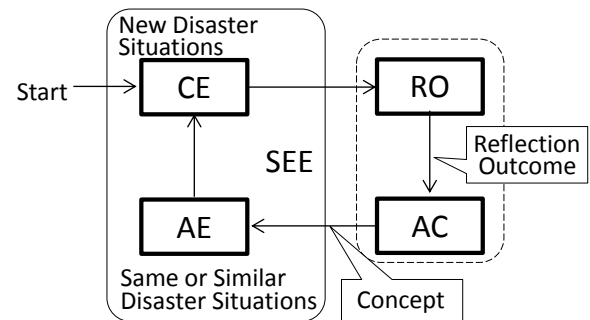 New Disaster
Situations
Start
CE
RO
SEE
Reflection
Outcome
AE
AC
Same or Similar
Disaster Situations
Concept